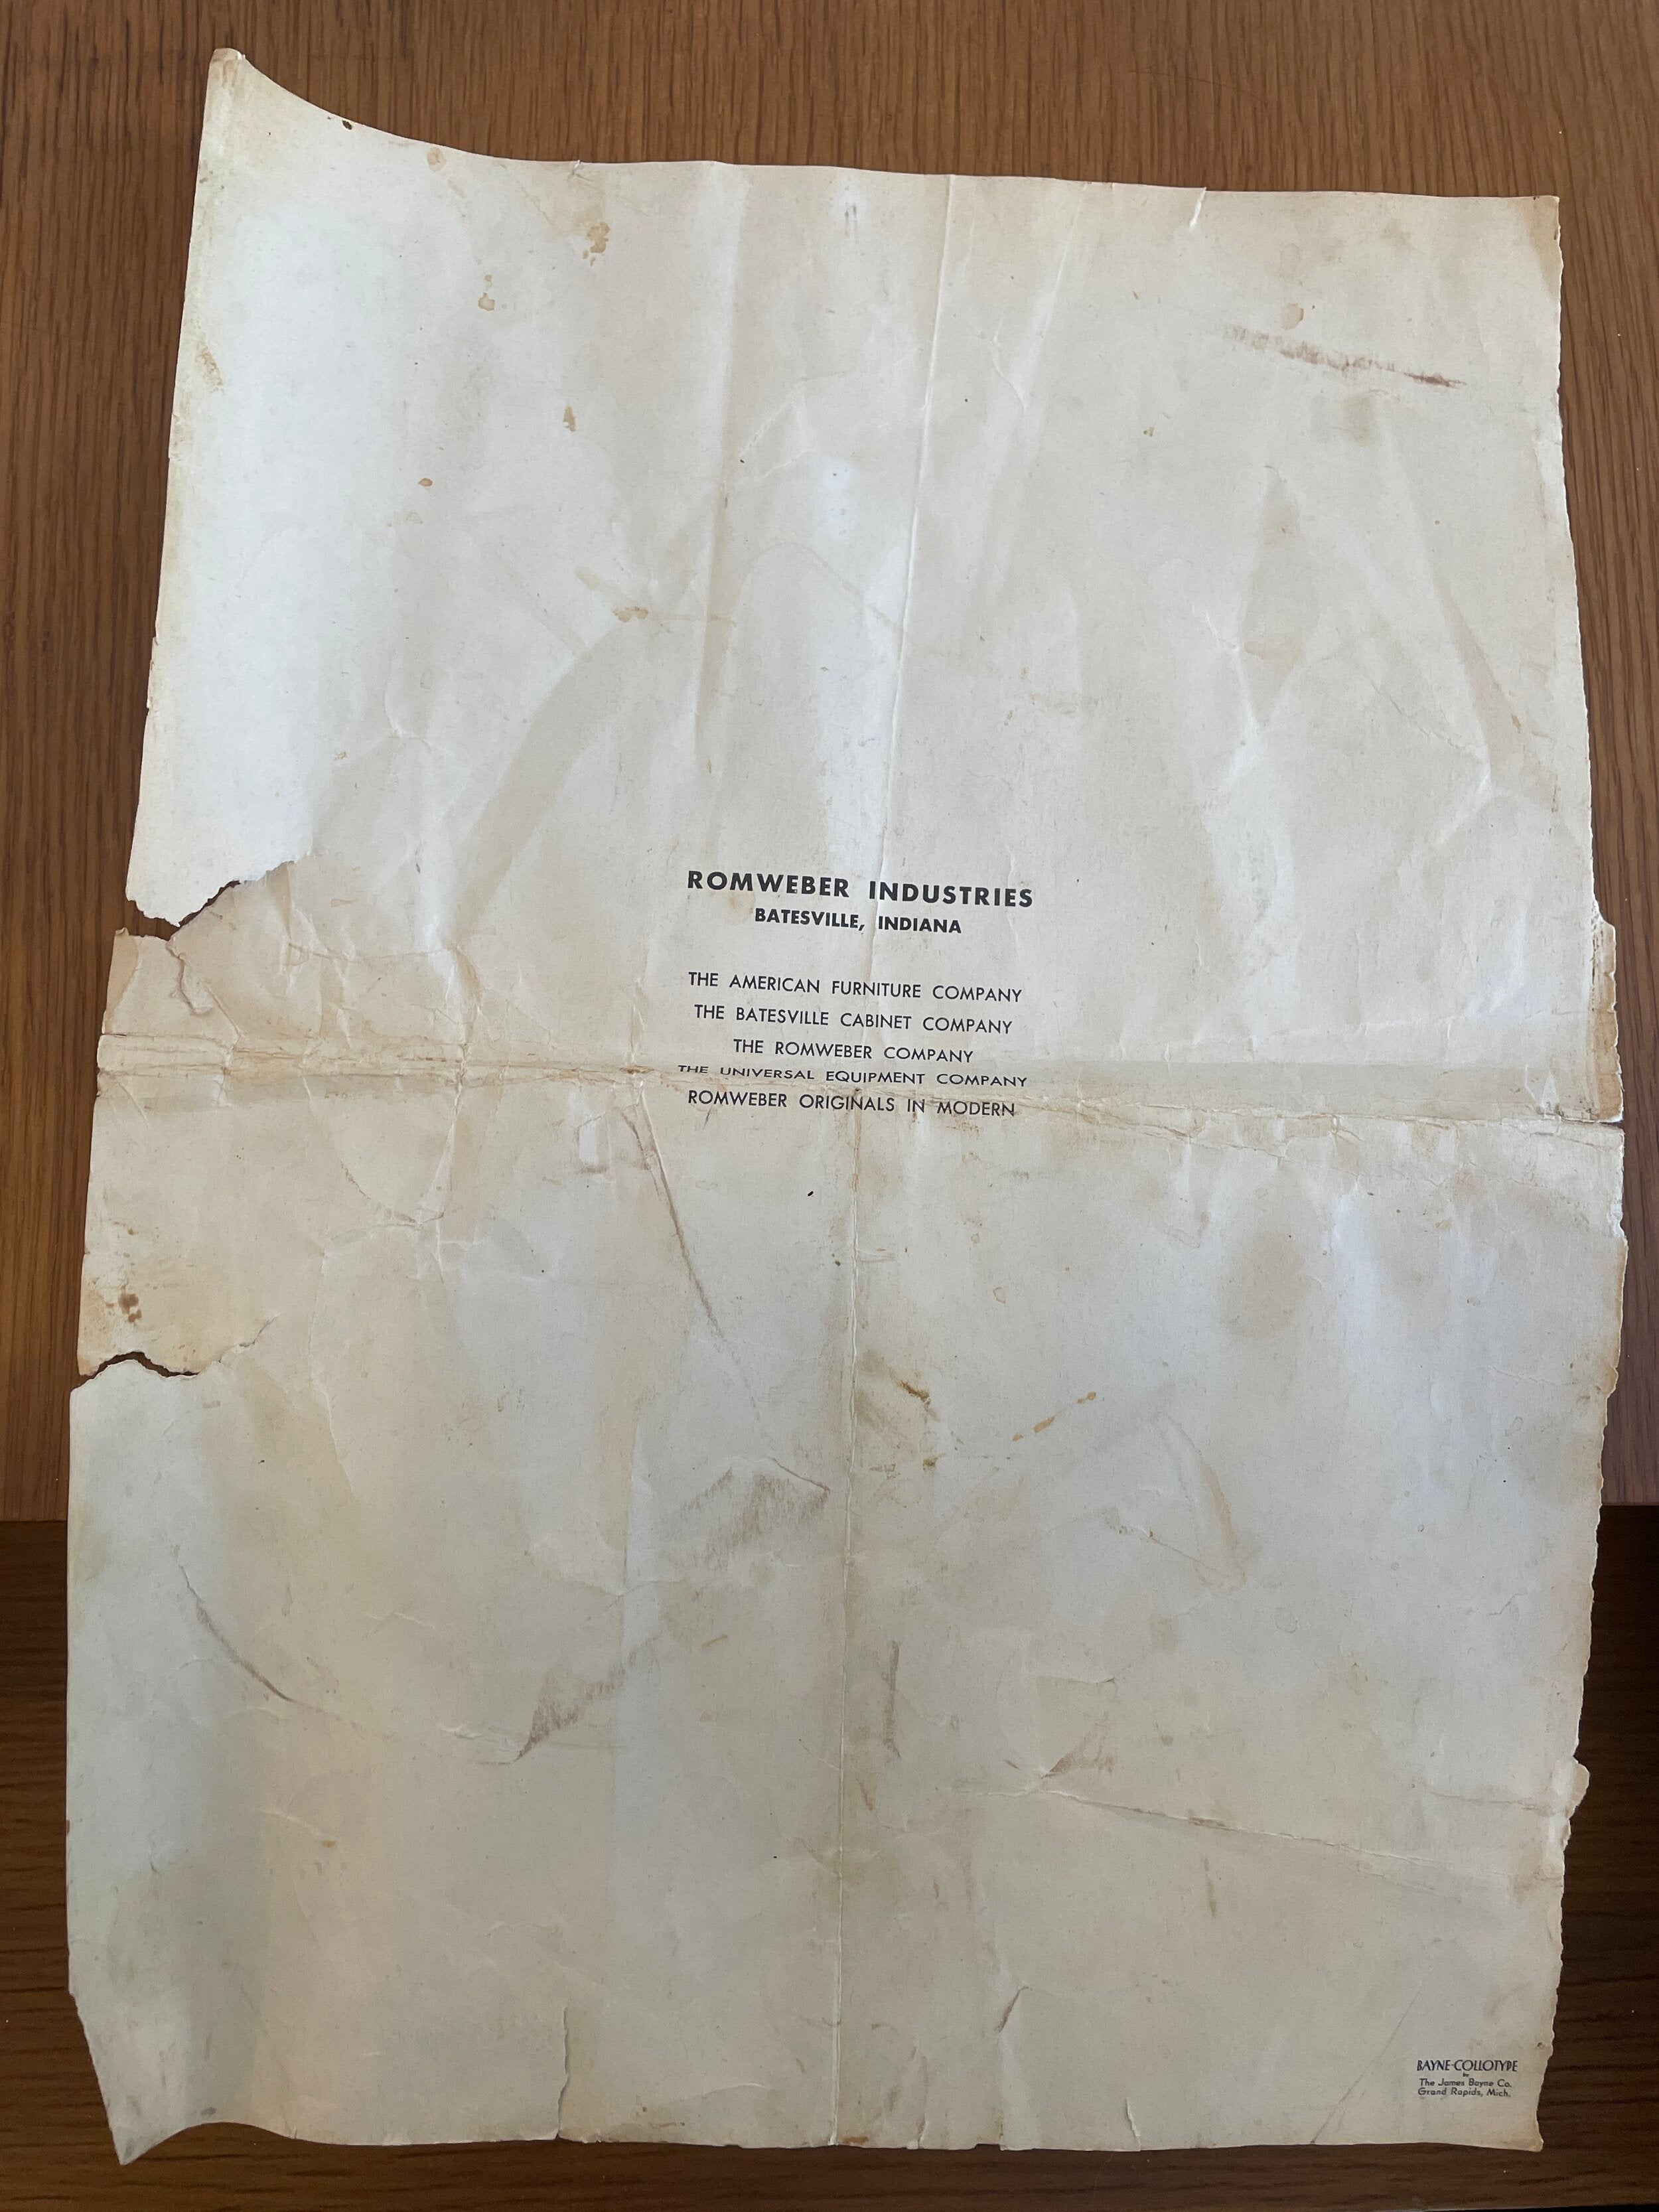 ROMWEBER INDUSTRIES
BATESVILLE, INDIANA
THE AMERICAN FURNITURE COMPANY
THE BATESVILLE CABINET COMPANY
THE ROMWEBER COMPANY
THE UNIVERSAL EQUIPMENT COMPANY
ROMWEBER ORIGINALS IN MODERN
BAYNE-COLLOTYPE
by
The James Bayne Co.
Grand Rapids, Mich.